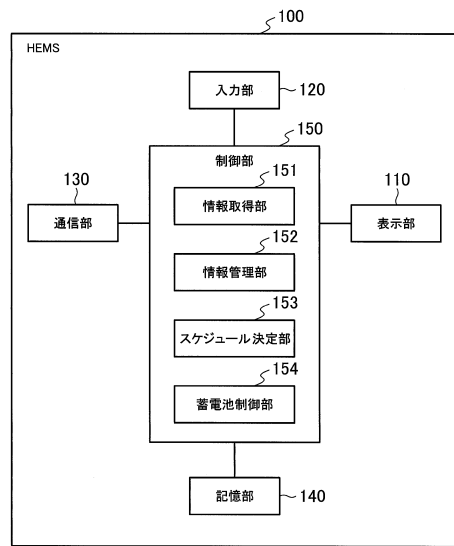 100
HEMS
入力部
120
150
制御部
130
151
110
通信部
情報取得部
表示部
152
情報管理部
153
スケジュール決定部
154
蓄電池制御部
記憶部
140